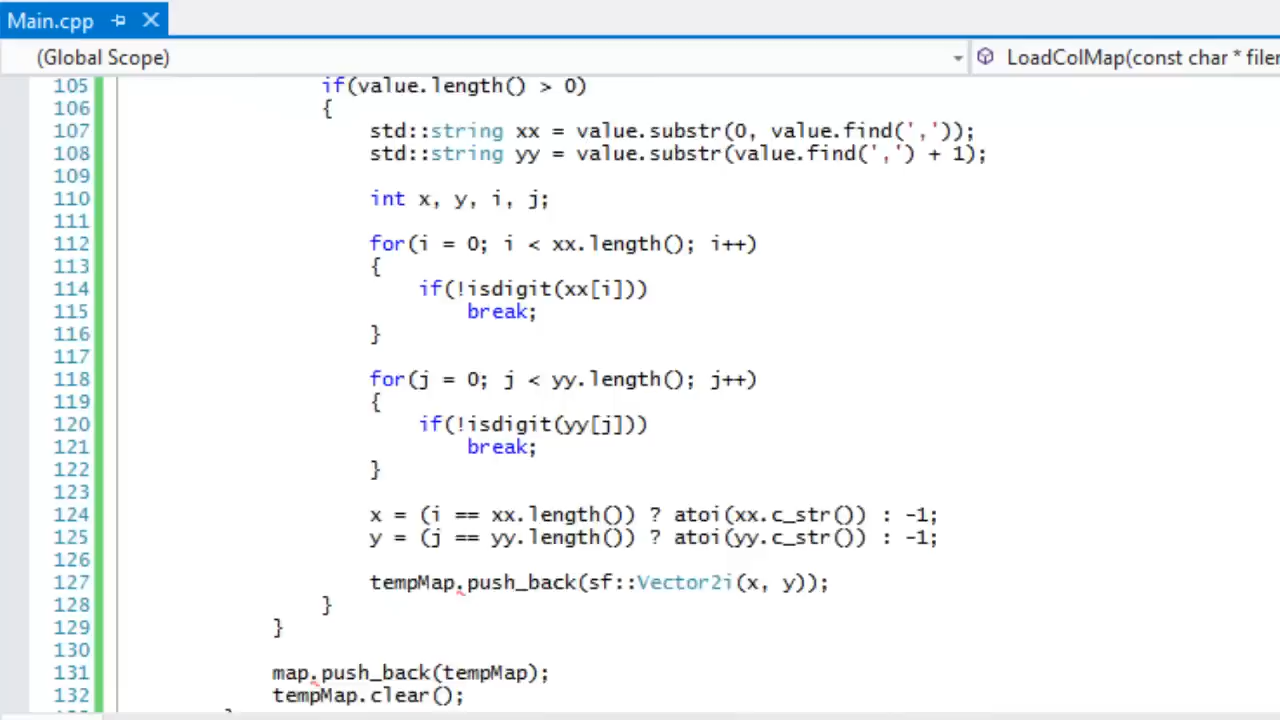 Main.cpp
(Global Scope)
LoadColMap(const char * filer
105 if(value.length() > 0)
106 {
107 std::string xx = value.substr(0, value.find(','));
108 std::string yy = value.substr(value.find(',') + 1);
109
110 int x, y, i, j;
111
112 for(i = 0; i < xx.length(); i++)
113 {
114 if(!isdigit(xx[i]))
115 break;
116 }
117
118 for(j = 0; j < yy.length(); j++)
119 {
120 if(!isdigit(yy[j]))
121 break;
122 }
123
124 x = (i == xx.length()) ? atoi(xx.c_str()) : -1;
125 y = (j == yy.length()) ? atoi(yy.c_str()) : -1;
126
127 tempMap.push_back(sf::Vector2i(x, y));
128 }
129 }
130
131 map.push_back(tempMap);
132 tempMap.clear();